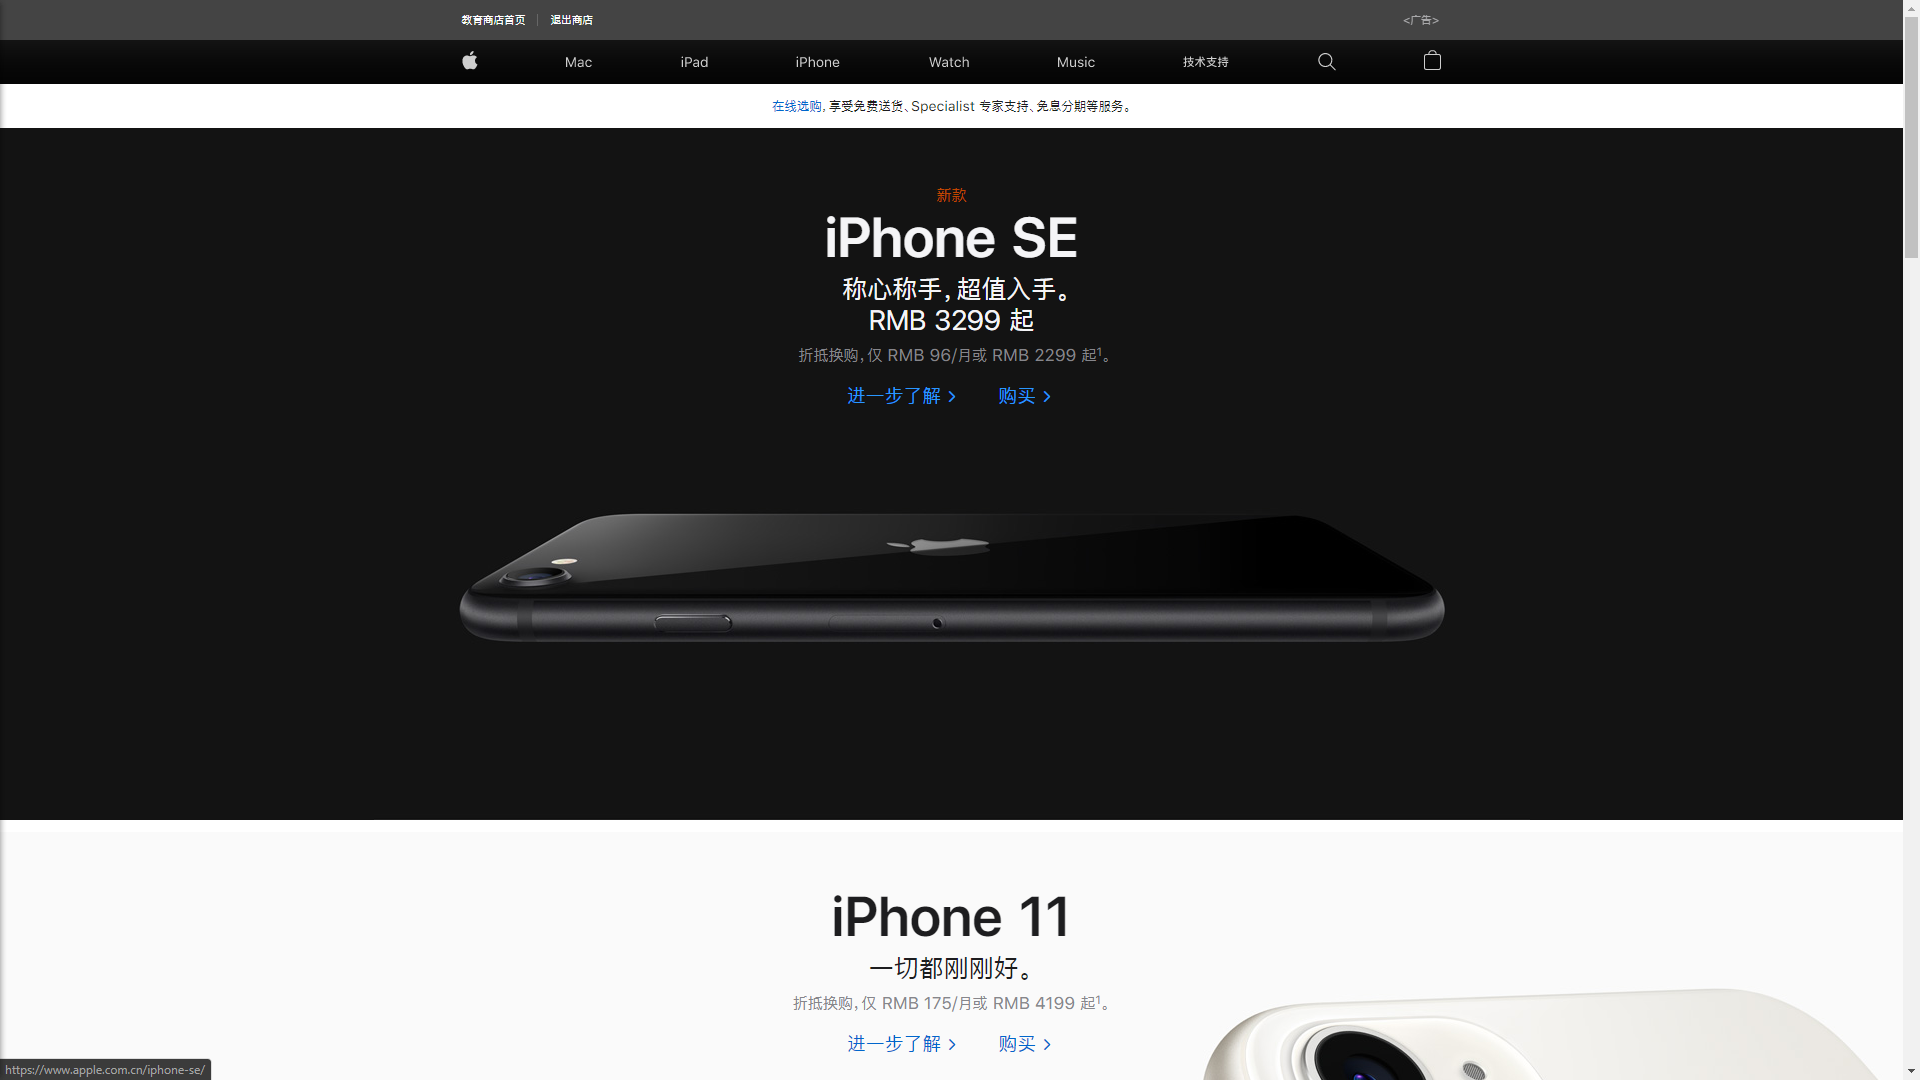 教育商店首页 退出商店 <广告>
Mac iPad iPhone Watch Music 技术支持
在线选购，享受免费送货、Specialist 专家支持、免息分期等服务。
新款
iPhone SE
称心称手，超值入手。
RMB 3299 起
折抵换购，仅 RMB 96/月或 RMB 2299 起¹。
进一步了解 > 购买 >
iPhone 11
一切都刚刚好。
折抵换购，仅 RMB 175/月或 RMB 4199 起¹。
进一步了解 > 购买 >
https://www.apple.com.cn/iphone-se/